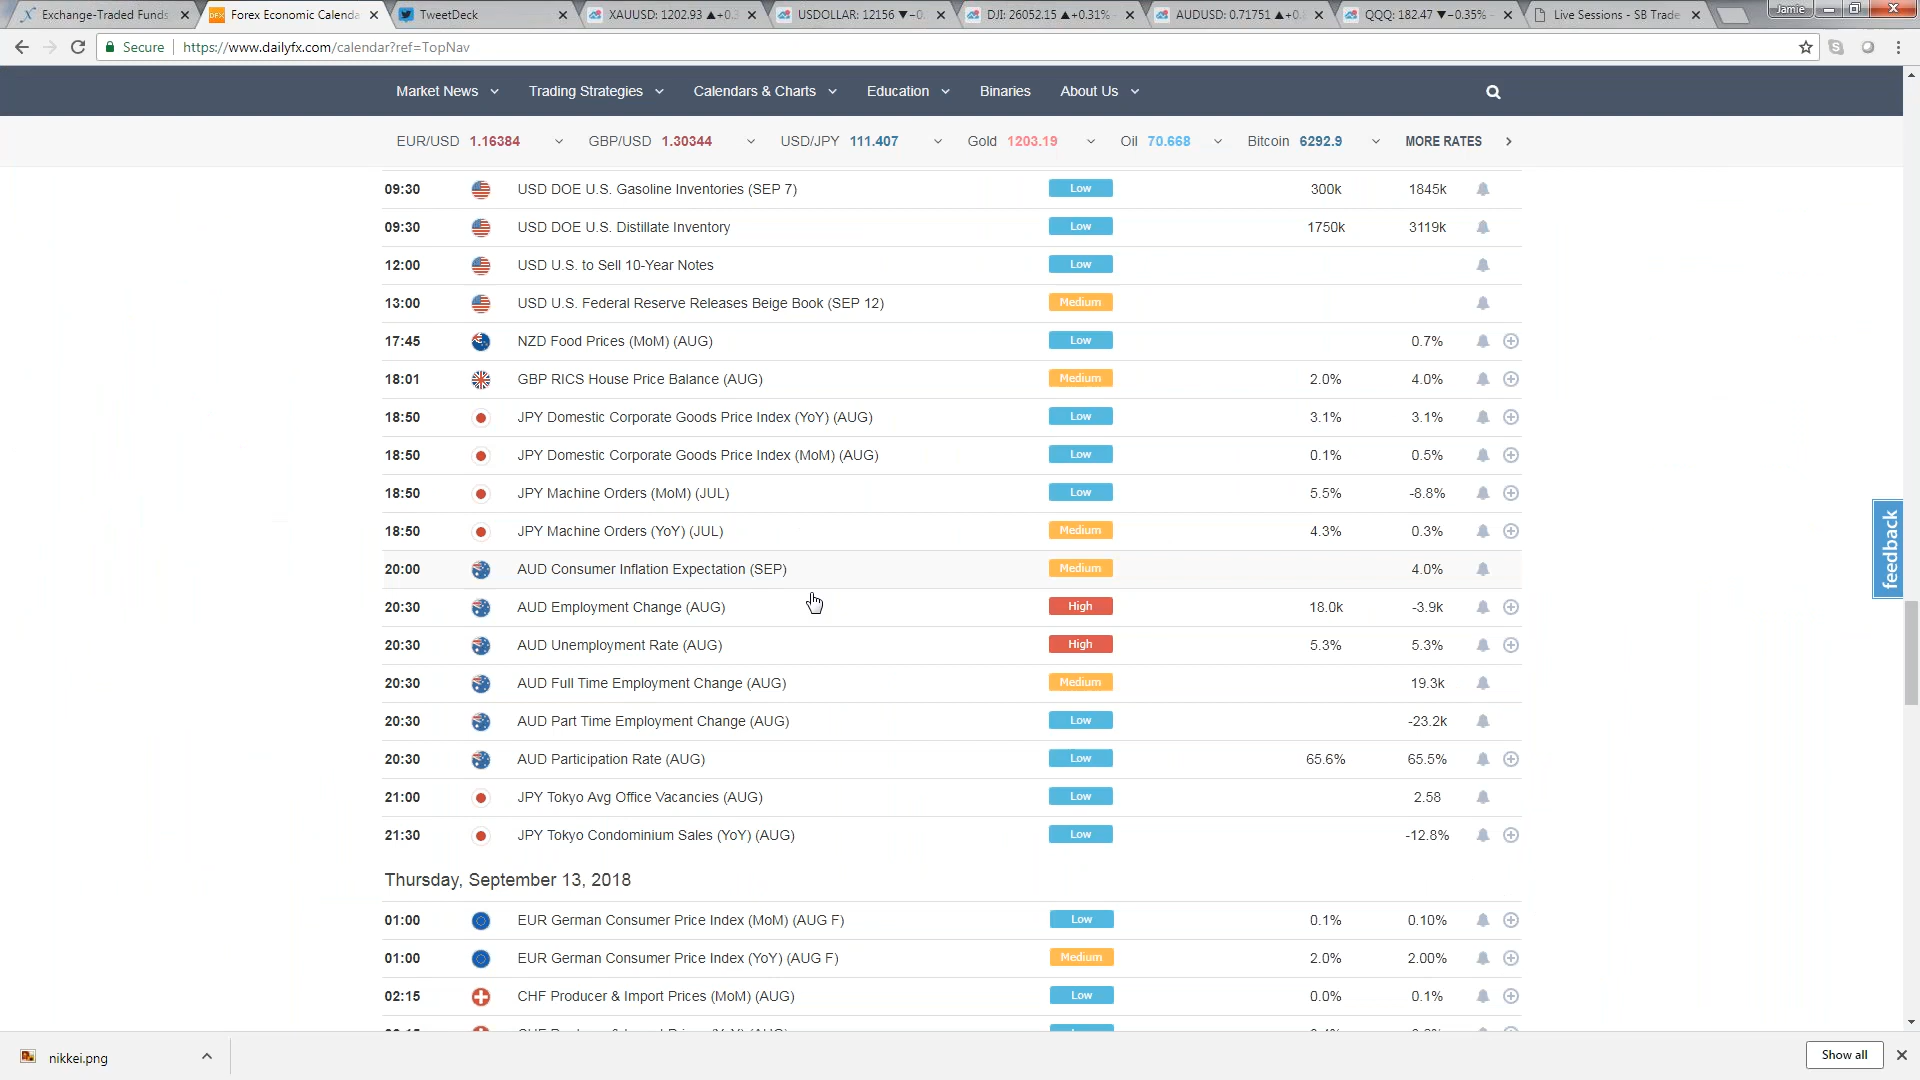 Exchange-Traded Funds
Forex Economic Calenda
TweetDeck
XAUUSD: 1202.93 ▲+0.3
USDOLLAR: 12156 ▼−0.
DJI: 26052.15 ▲+0.31%
AUDUSD: 0.71751 ▲+0.
QQQ: 182.47 ▼−0.35%
Live Sessions - SB Trade
Jamie
Secure
https://www.dailyfx.com/calendar?ref=TopNav
Market News Trading Strategies Calendars & Charts Education Binaries About Us
EUR/USD 1.16384 GBP/USD 1.30344 USD/JPY 111.407 Gold 1203.19 Oil 70.668 Bitcoin 6292.9 MORE RATES
09:30 USD DOE U.S. Gasoline Inventories (SEP 7) Low 300k 1845k
09:30 USD DOE U.S. Distillate Inventory Low 1750k 3119k
12:00 USD U.S. to Sell 10-Year Notes Low
13:00 USD U.S. Federal Reserve Releases Beige Book (SEP 12) Medium
17:45 NZD Food Prices (MoM) (AUG) Low 0.7%
18:01 GBP RICS House Price Balance (AUG) Medium 2.0% 4.0%
18:50 JPY Domestic Corporate Goods Price Index (YoY) (AUG) Low 3.1% 3.1%
18:50 JPY Domestic Corporate Goods Price Index (MoM) (AUG) Low 0.1% 0.5%
18:50 JPY Machine Orders (MoM) (JUL) Low 5.5% -8.8%
18:50 JPY Machine Orders (YoY) (JUL) Medium 4.3% 0.3%
20:00 AUD Consumer Inflation Expectation (SEP) Medium 4.0%
20:30 AUD Employment Change (AUG) High 18.0k -3.9k
20:30 AUD Unemployment Rate (AUG) High 5.3% 5.3%
20:30 AUD Full Time Employment Change (AUG) Medium 19.3k
20:30 AUD Part Time Employment Change (AUG) Low -23.2k
20:30 AUD Participation Rate (AUG) Low 65.6% 65.5%
21:00 JPY Tokyo Avg Office Vacancies (AUG) Low 2.58
21:30 JPY Tokyo Condominium Sales (YoY) (AUG) Low -12.8%
Thursday, September 13, 2018
01:00 EUR German Consumer Price Index (MoM) (AUG F) Low 0.1% 0.10%
01:00 EUR German Consumer Price Index (YoY) (AUG F) Medium 2.0% 2.00%
02:15 CHF Producer & Import Prices (MoM) (AUG) Low 0.0% 0.1%
feedback
nikkei.png
Show all